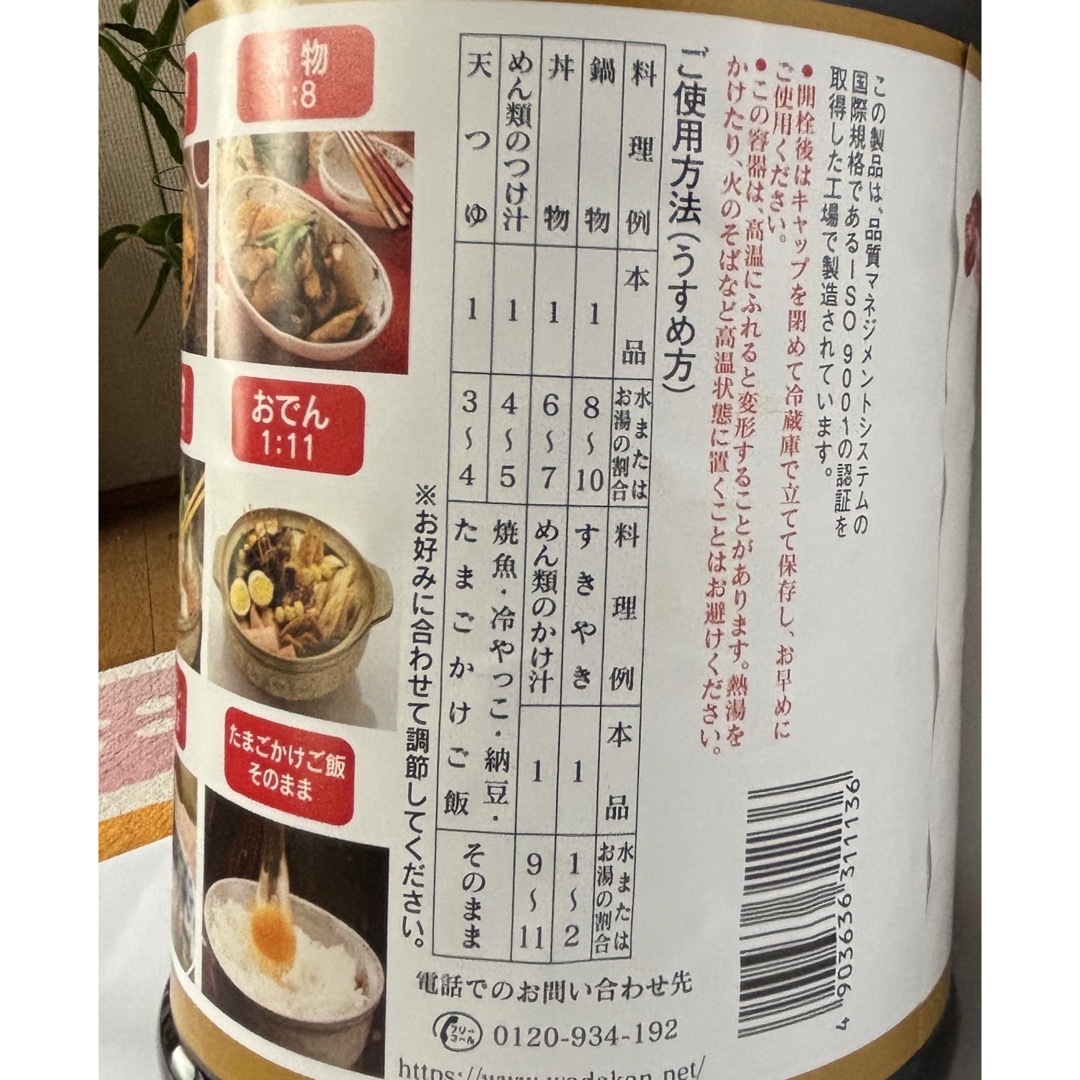 この製品は、品質マネジメントシステムの
国際規格であるISO 9001の認証を
取得した工場で製造されています。
●開栓後はキャップを閉めて冷蔵庫で立てて保存し、お早めに
ご使用ください。
●この容器は、高温にふれると変形することがあります。熱湯を
かけたり、火のそばなど高温状態に置くことはお避けください。
ご使用方法(うすめ方)
料理例 本品 水またはお湯の割合 料理例 本品 水またはお湯の割合
鍋物 1 8～10 すきやき 1 1～2
丼物 1 6～7 めん類のかけ汁 1 9～11
めん類のつけ汁 1 4～5 焼魚・冷やっこ・納豆・
天つゆ 1 3～4 たまごかけご飯 そのまま
※お好みに合わせて調節してください。
物
1:8
おでん
1:11
たまごかけご飯
そのまま
電話でのお問い合わせ先
フリーコール 0120-934-192
https://www.wadakan.net/
4 903636 311136